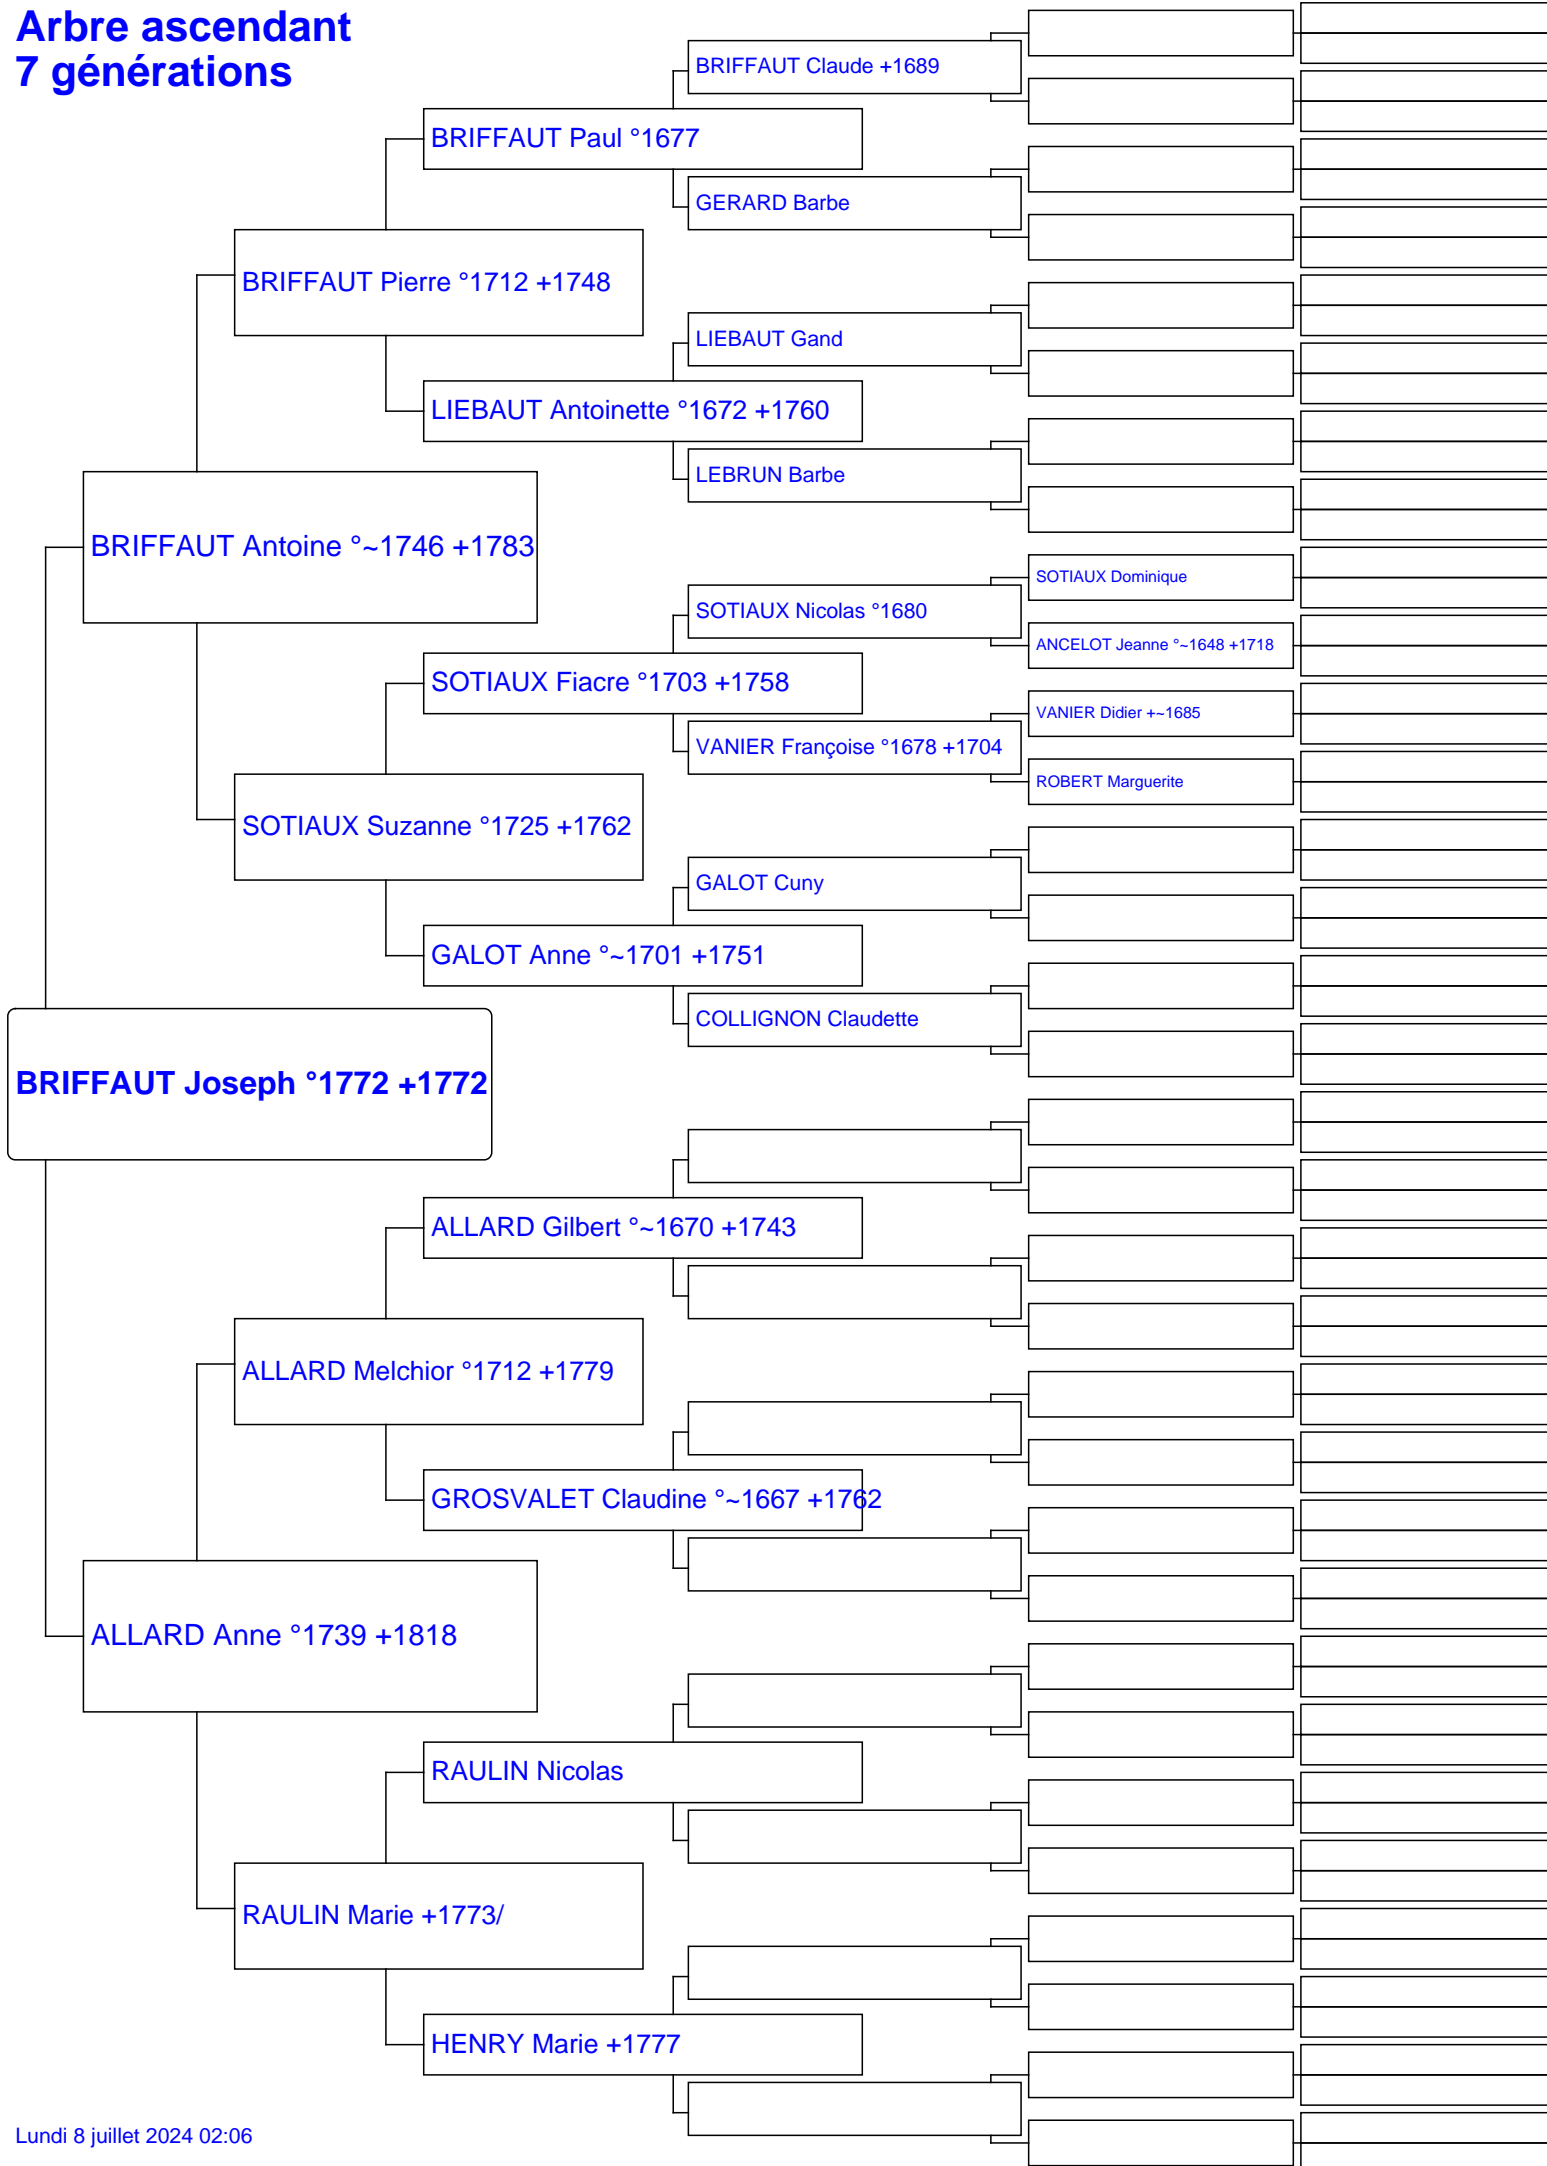 Arbre ascendant
7 générations
BRIFFAUT Claude +1689
BRIFFAUT Paul °1677
GERARD Barbe
BRIFFAUT Pierre °1712 +1748
LIEBAUT Gand
LIEBAUT Antoinette °1672 +1760
LEBRUN Barbe
BRIFFAUT Antoine °~1746 +1783
SOTIAUX Dominique
SOTIAUX Nicolas °1680
ANCELOT Jeanne °~1648 +1718
SOTIAUX Fiacre °1703 +1758
VANIER Didier +~1685
VANIER Françoise °1678 +1704
ROBERT Marguerite
SOTIAUX Suzanne °1725 +1762
GALOT Cuny
GALOT Anne °~1701 +1751
COLLIGNON Claudette
BRIFFAUT Joseph °1772 +1772
ALLARD Gilbert °~1670 +1743
ALLARD Melchior °1712 +1779
GROSVALET Claudine °~1667 +1762
ALLARD Anne °1739 +1818
RAULIN Nicolas
RAULIN Marie +1773/
HENRY Marie +1777
Lundi 8 juillet 2024 02:06